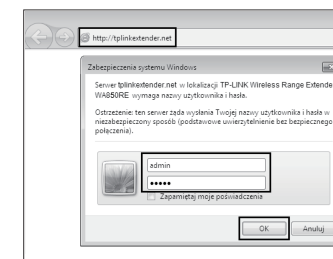 http://tplinkextender.net
Zabezpieczenia systemu Windows
Serwer tplinkextender.net w lokalizacji TP-LINK Wireless Range Extende
WA850RE wymaga nazwy użytkownika i hasła.
Ostrzeżenie: ten serwer żąda wysłania Twojej nazwy użytkownika i hasła w
niezabezpieczony sposób (podstawowe uwierzytelnienie bez bezpiecznego
połączenia).
admin
•••••
Zapamiętaj moje poświadczenia
OK
Anuluj